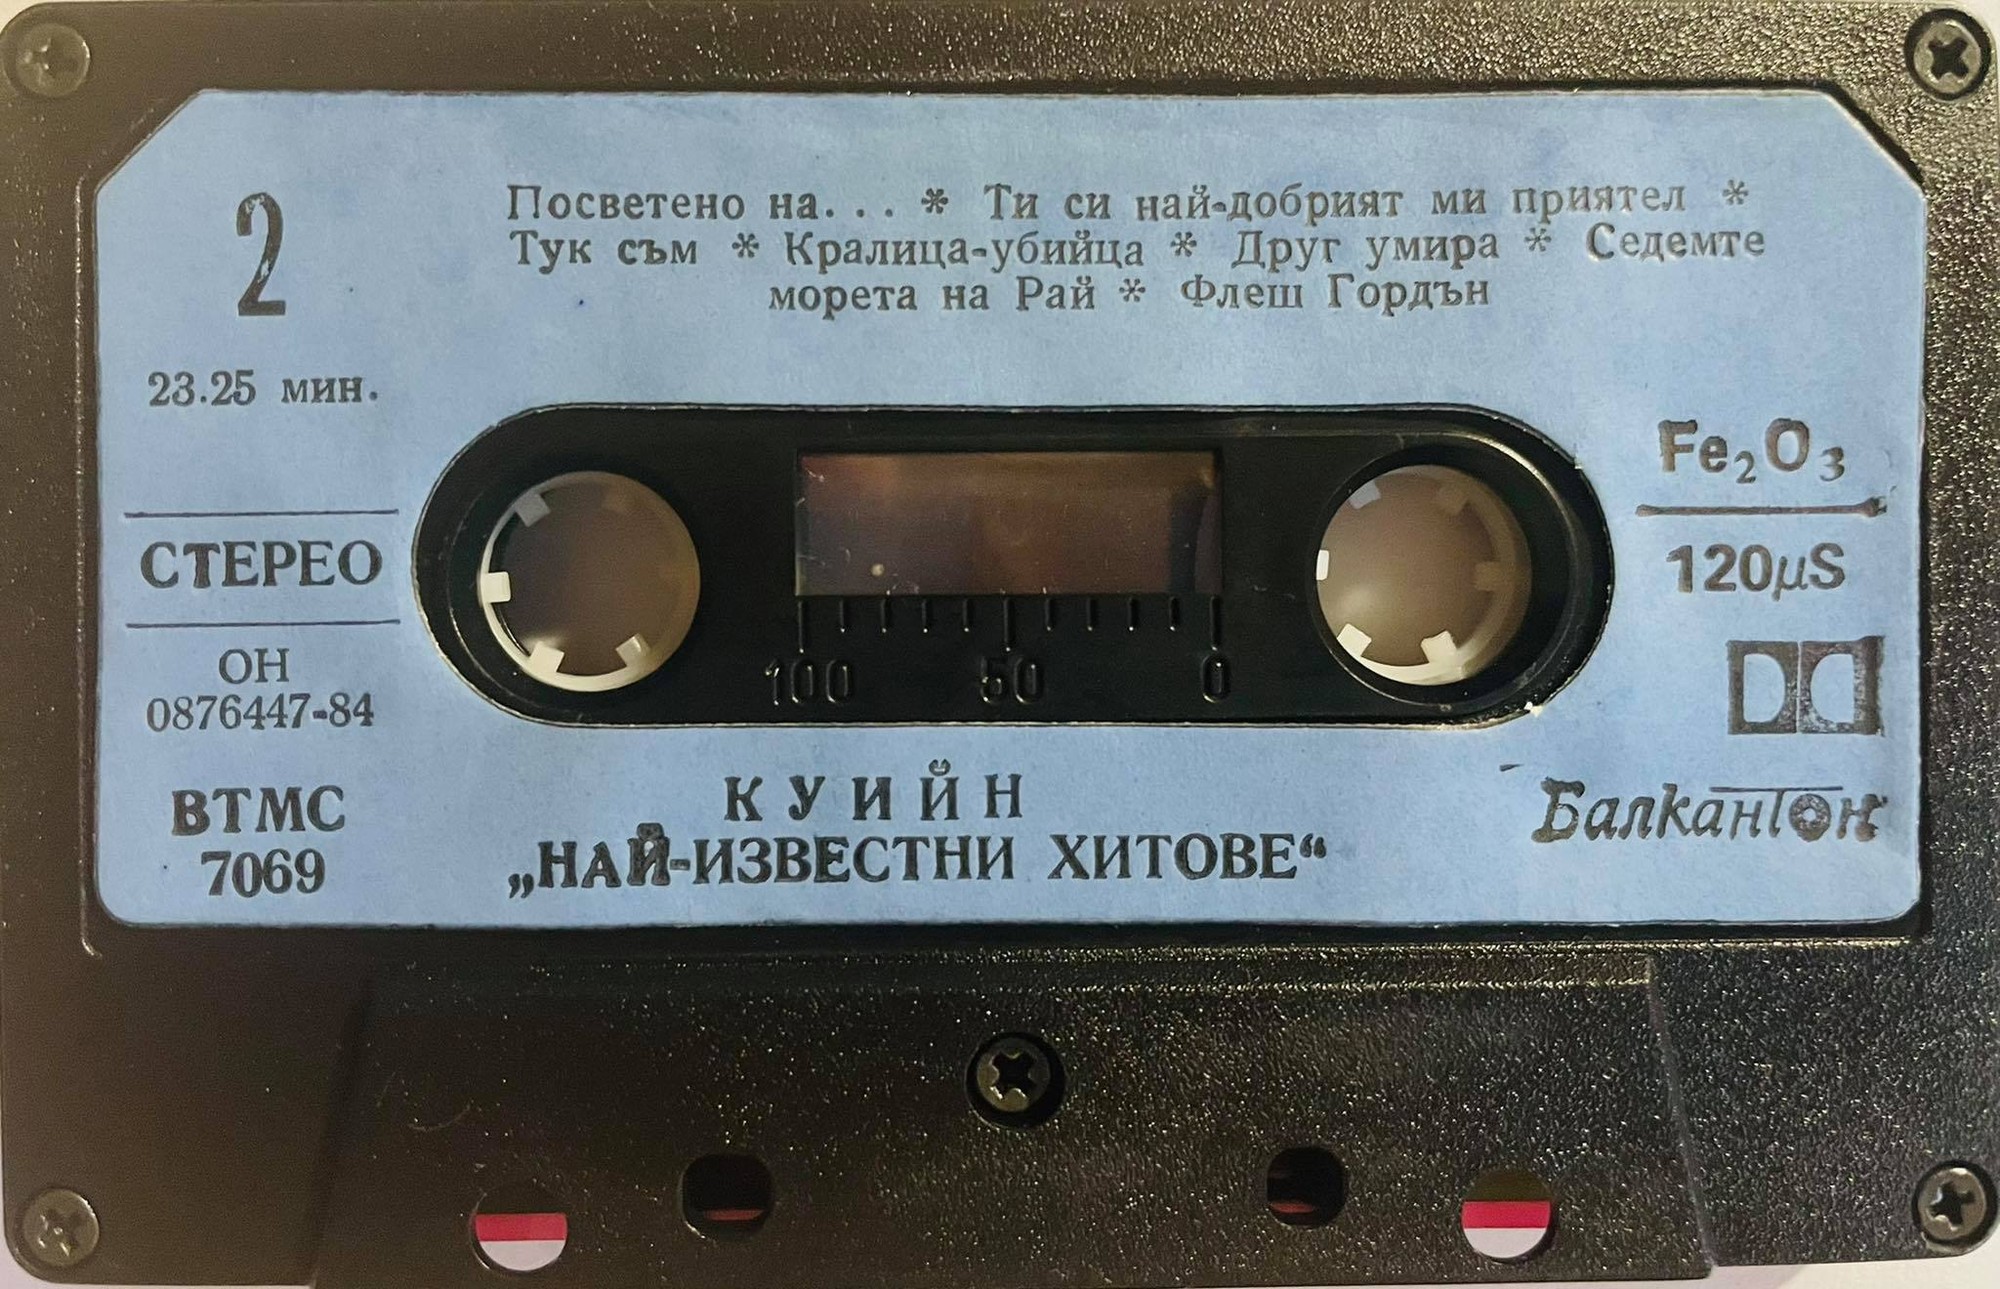 2
Посветено на... * Ти си най-добрият ми приятел *
Тук съм * Кралица-убийца * Друг умира * Седемте
морета на Рай * Флеш Гордън
23.25 мин.
СТЕРЕО
ОН
0876447-84
ВТМС
7069
100 50 0
Fe₂O₃
120µS
Балкантон
КУИЙН
„НАЙ-ИЗВЕСТНИ ХИТОВЕ“